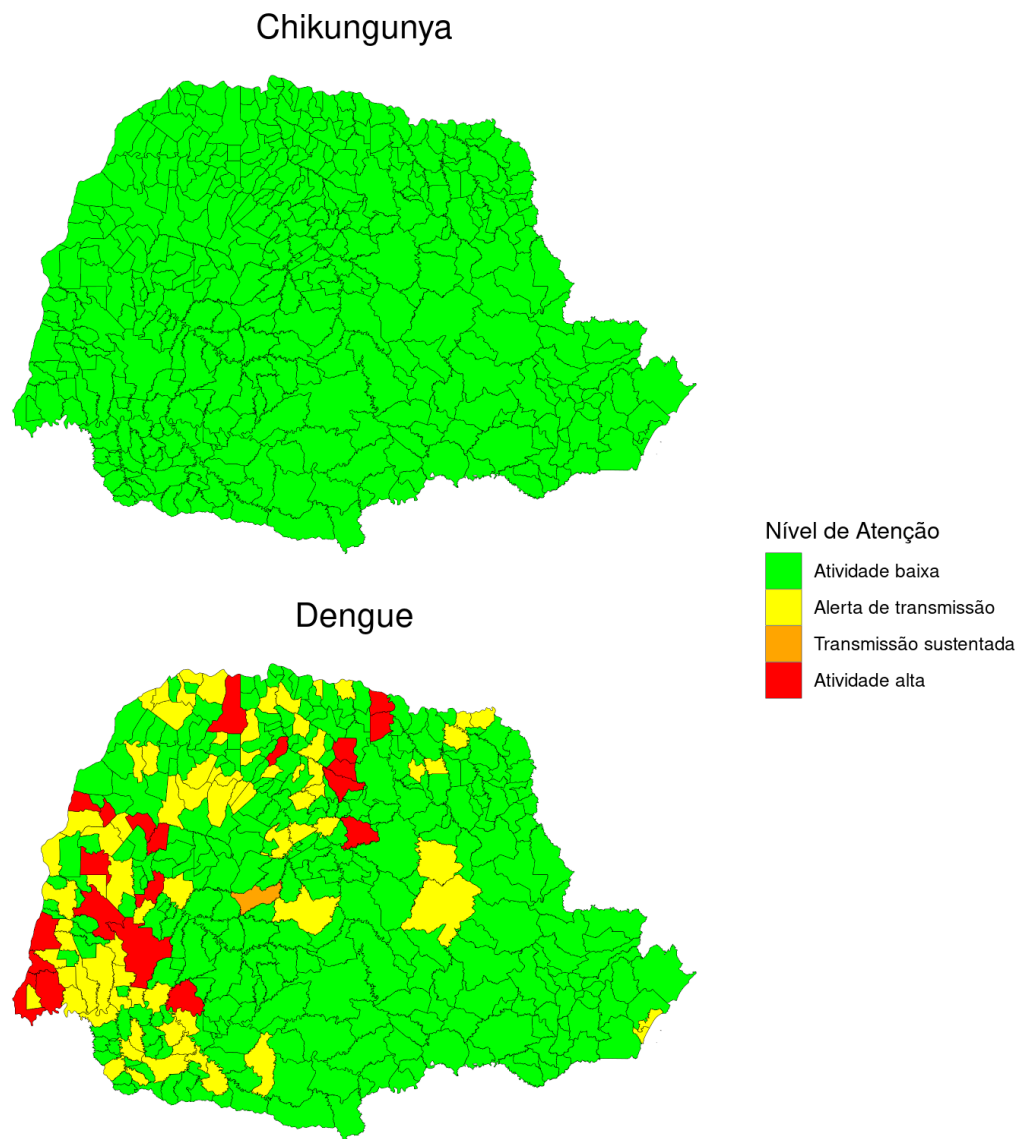 Chikungunya
Nível de Atenção
Atividade baixa
Alerta de transmissão
Transmissão sustentada
Atividade alta
Dengue